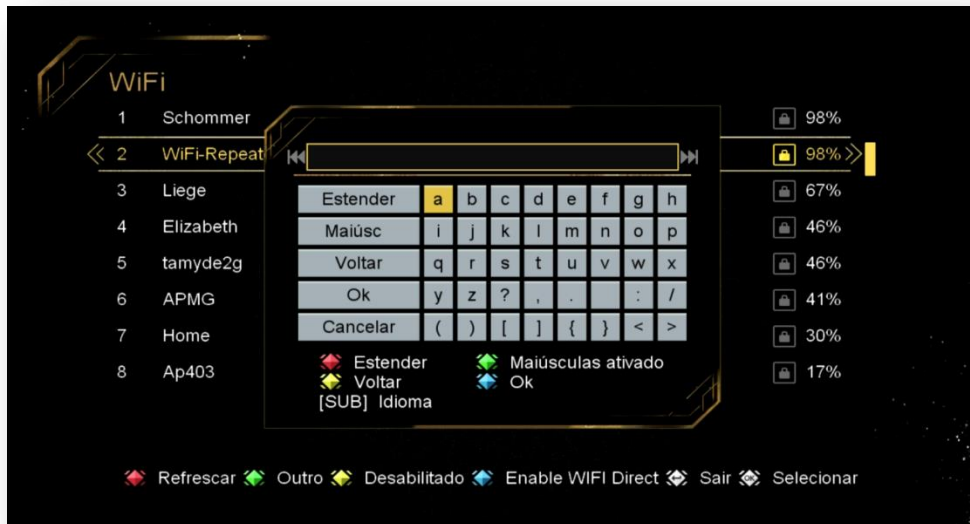 WiFi
1 Schommer 98%
2 WiFi-Repeat 98%
3 Liege 67%
4 Elizabeth 46%
5 tamyde2g 46%
6 APMG 41%
7 Home 30%
8 Ap403 17%
Estender a b c d e f g h
Maiúsc i j k l m n o p
Voltar q r s t u v w x
Ok y z ? , . : /
Cancelar ( ) [ ] { } < >
Estender Maiúsculas ativado
Voltar Ok
[SUB] Idioma
Refrescar Outro Desabilitado Enable WIFI Direct Sair OK Selecionar